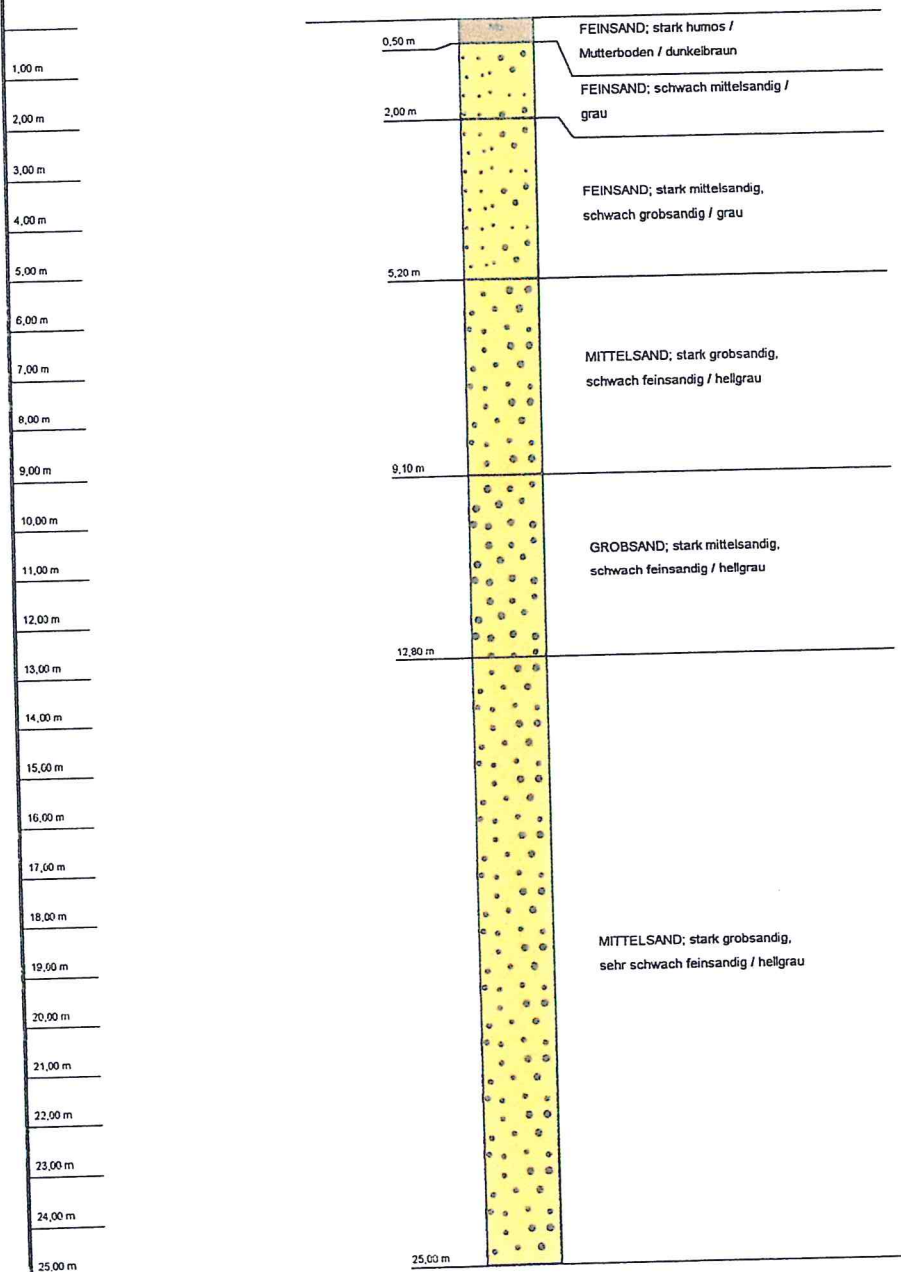 FEINSAND; stark humos /
0,50 m
Mutterboden / dunkelbraun
1,00 m
FEINSAND; schwach mittelsandig /
grau
2,00 m
2,00 m
3,00 m
FEINSAND; stark mittelsandig,
schwach grobsandig / grau
4,00 m
5,00 m
5,20 m
6,00 m
MITTELSAND; stark grobsandig,
schwach feinsandig / hellgrau
7,00 m
8,00 m
9,00 m
9,10 m
10,00 m
GROBSAND; stark mittelsandig,
schwach feinsandig / hellgrau
11,00 m
12,00 m
12,80 m
13,00 m
14,00 m
15,00 m
16,00 m
17,00 m
18,00 m
MITTELSAND; stark grobsandig,
sehr schwach feinsandig / hellgrau
19,00 m
20,00 m
21,00 m
22,00 m
23,00 m
24,00 m
25,00 m
25,00 m